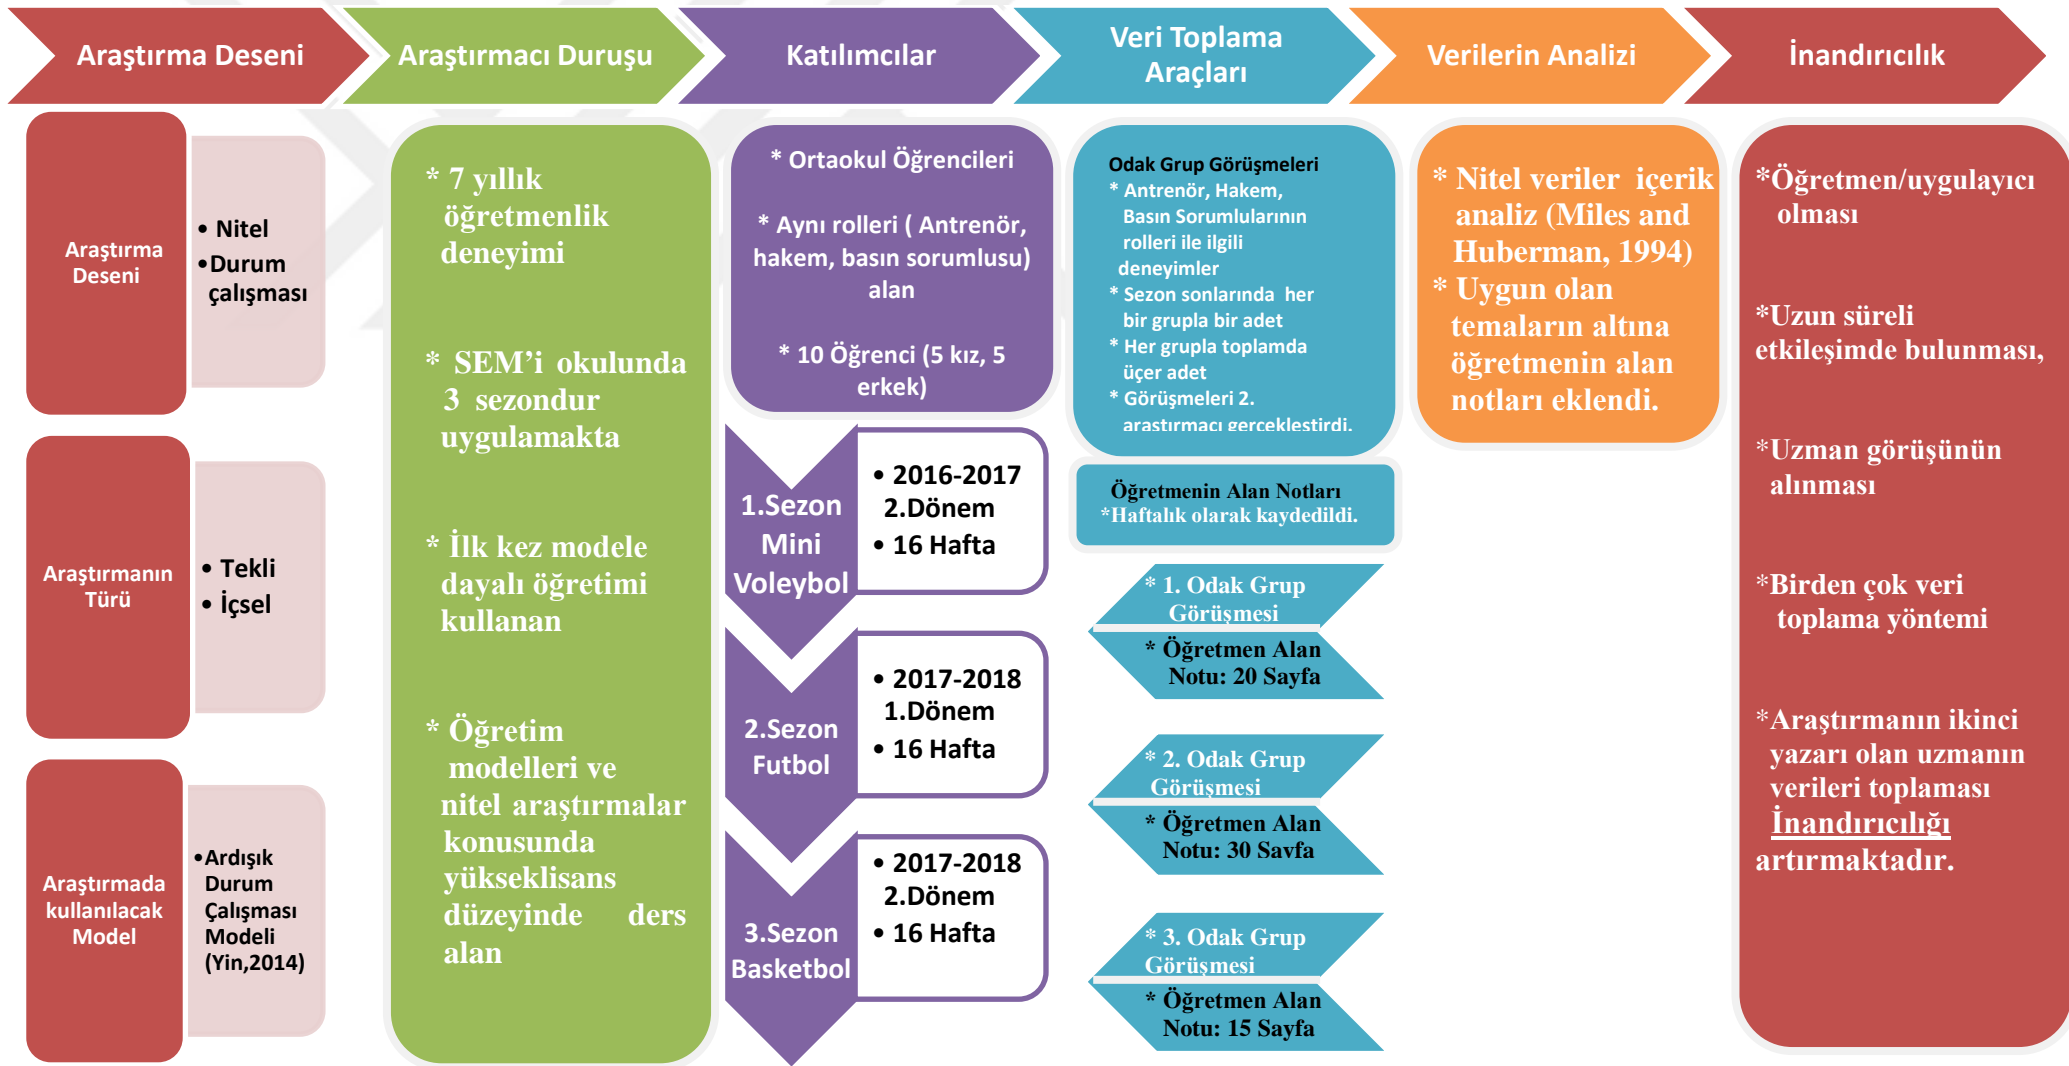 Araştırma Deseni
Araştırmacı Duruşu
Katılımcılar
Veri Toplama
Araçları
Verilerin Analizi
İnandırıcılık
Araştırma
Deseni
• Nitel
•Durum
çalışması
Araştırmanın
Türü
• Tekli
• İçsel
Araştırmada
kullanılacak
Model
•Ardışık
Durum
Çalışması
Modeli
(Yin,2014)
* 7 yıllık
öğretmenlik
deneyimi
* SEM’i okulunda
3 sezondur
uygulamakta
* İlk kez modele
dayalı öğretimi
kullanan
* Öğretim
modelleri ve
nitel araştırmalar
konusunda
yükseklisans
düzeyinde ders
alan
* Ortaokul Öğrencileri
* Aynı rolleri ( Antrenör,
hakem, basın sorumlusu)
alan
* 10 Öğrenci (5 kız, 5
erkek)
1.Sezon
Mini
Voleybol
• 2016-2017
2.Dönem
• 16 Hafta
2.Sezon
Futbol
• 2017-2018
1.Dönem
• 16 Hafta
3.Sezon
Basketbol
• 2017-2018
2.Dönem
• 16 Hafta
Odak Grup Görüşmeleri
* Antrenör, Hakem,
Basın Sorumlularının
rolleri ile ilgili
deneyimler
* Sezon sonlarında her
bir grupla bir adet
* Her grupla toplamda
üçer adet
* Görüşmeleri 2.
araştırmacı gerçekleştirdi.
Öğretmenin Alan Notları
*Haftalık olarak kaydedildi.
* 1. Odak Grup
Görüşmesi
* Öğretmen Alan
Notu: 20 Sayfa
* 2. Odak Grup
Görüşmesi
* Öğretmen Alan
Notu: 30 Sayfa
* 3. Odak Grup
Görüşmesi
* Öğretmen Alan
Notu: 15 Sayfa
* Nitel veriler içerik
analiz (Miles and
Huberman, 1994)
* Uygun olan
temaların altına
öğretmenin alan
notları eklendi.
*Öğretmen/uygulayıcı
olması
*Uzun süreli
etkileşimde bulunması,
*Uzman görüşünün
alınması
*Birden çok veri
toplama yöntemi
*Araştırmanın ikinci
yazarı olan uzmanın
verileri toplaması
İnandırıcılığı
artırmaktadır.